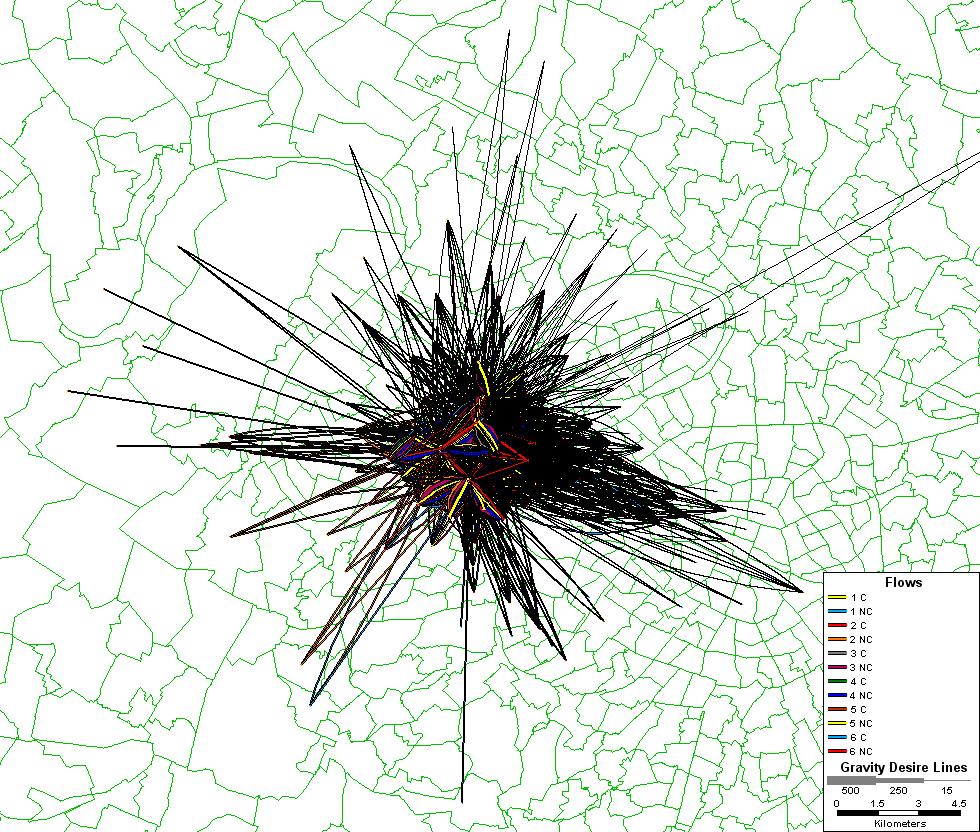 Flows
1 C
1 NC
2 C
2 NC
3 C
3 NC
4 C
4 NC
5 C
5 NC
6 C
6 NC
Gravity Desire Lines
500 250 15
0 1.5 3 4.5
Kilometers